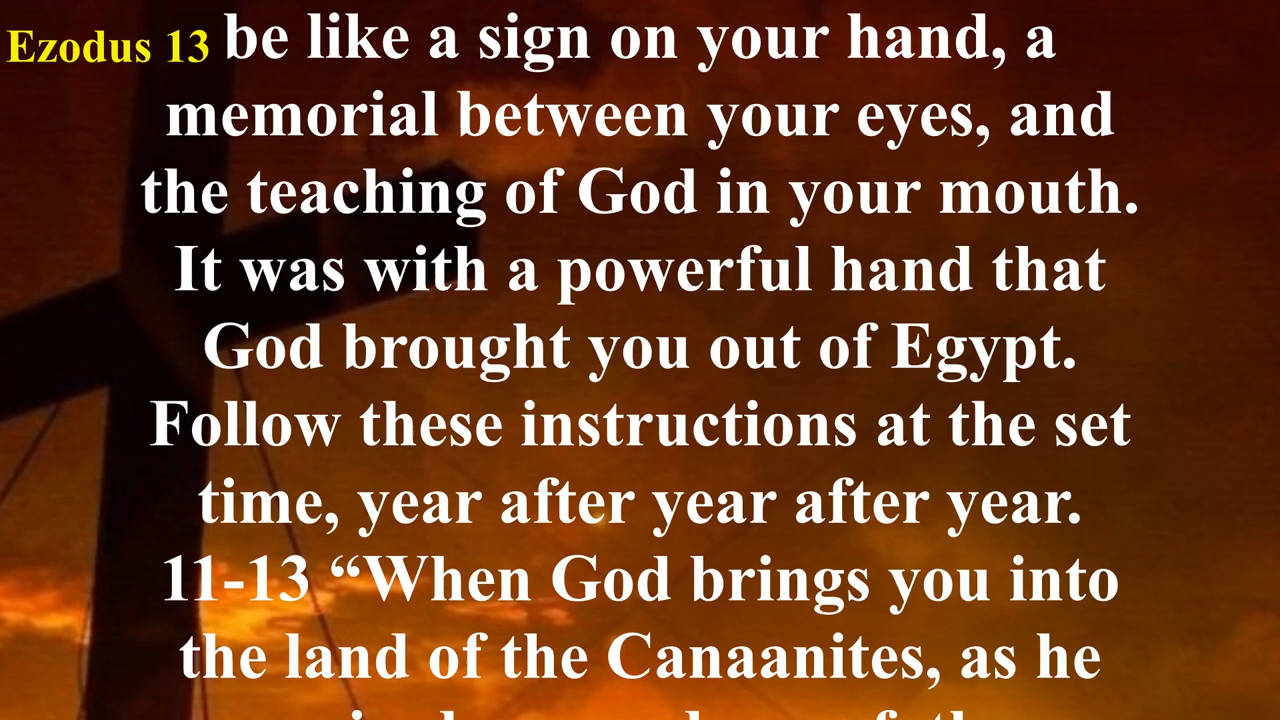 Ezodus 13
be like a sign on your hand, a
memorial between your eyes, and
the teaching of God in your mouth.
It was with a powerful hand that
God brought you out of Egypt.
Follow these instructions at the set
time, year after year after year.
11-13 “When God brings you into
the land of the Canaanites, as he